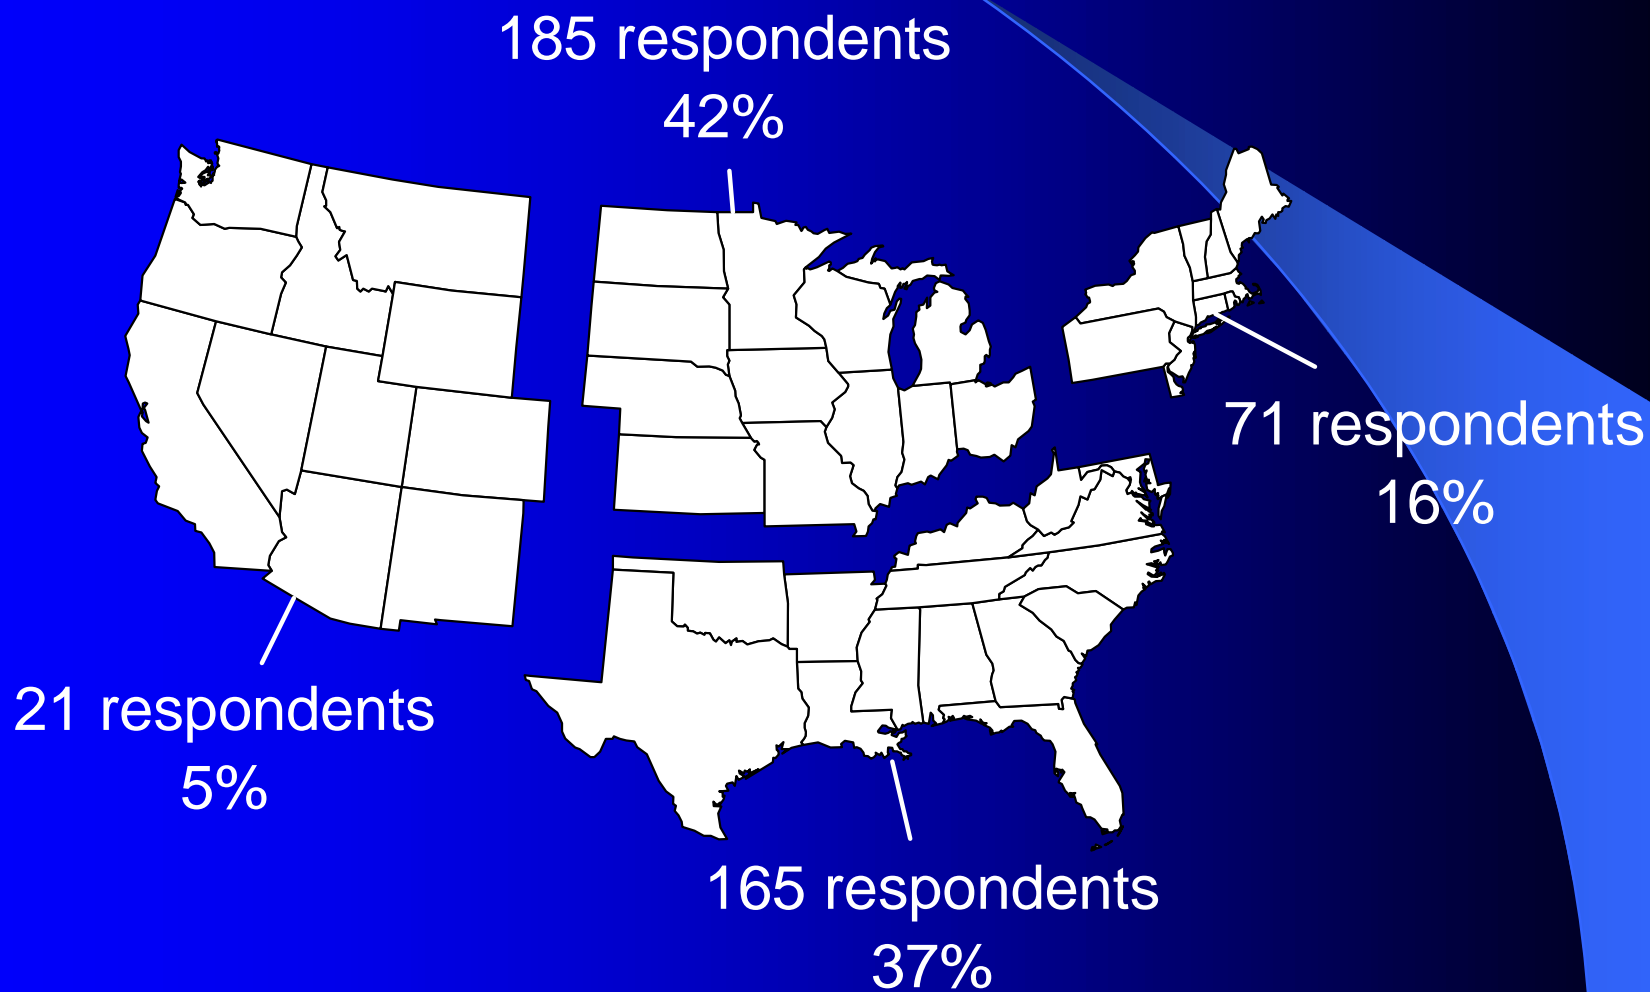 185 respondents
42%
71 respondents
16%
21 respondents
5%
165 respondents
37%